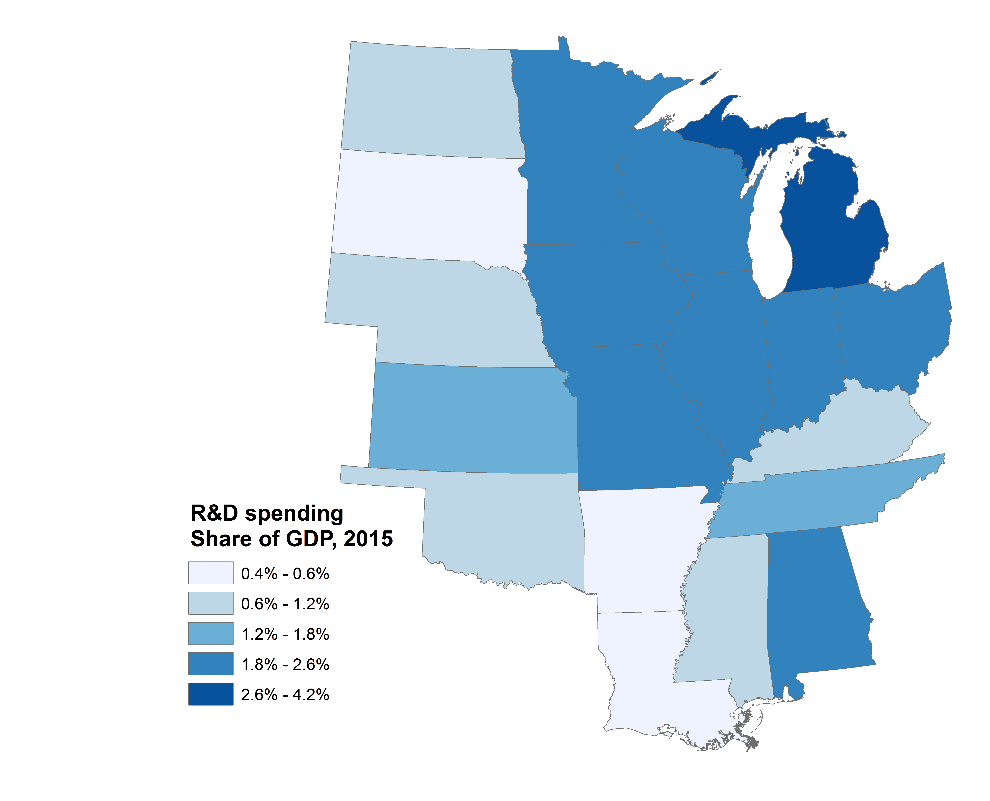 R&D spending
Share of GDP, 2015
0.4% - 0.6%
0.6% - 1.2%
1.2% - 1.8%
1.8% - 2.6%
2.6% - 4.2%